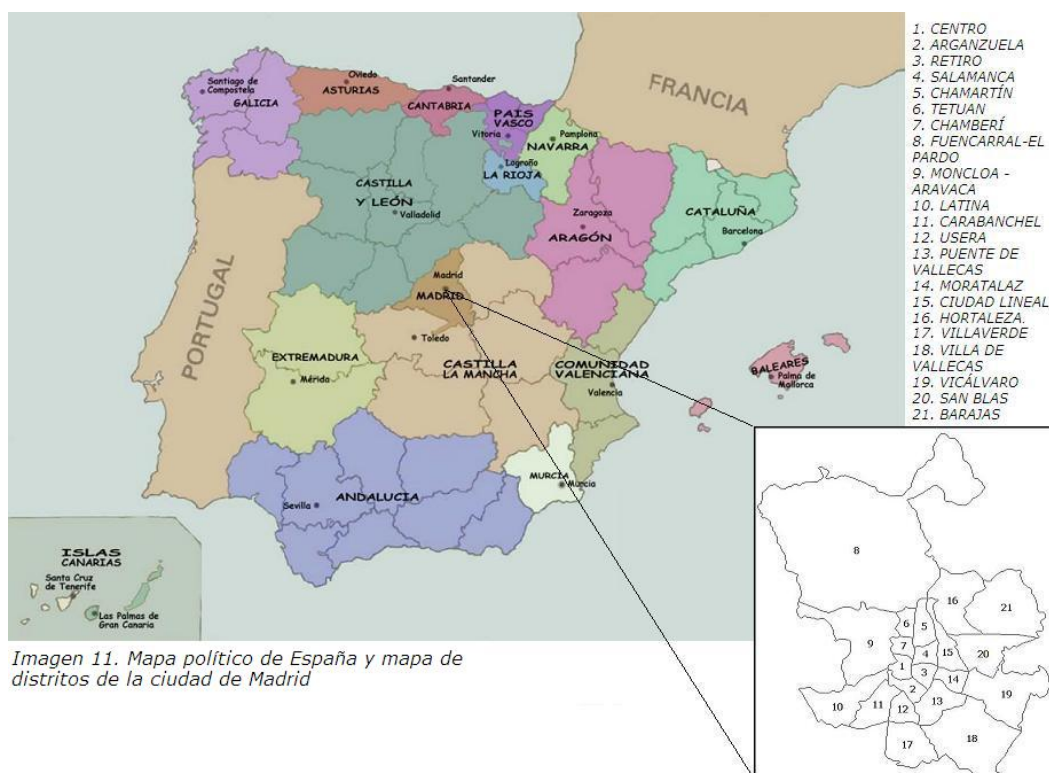 FRANCIA
PORTUGAL
Santiago de
Compostela
GALICIA
Oviedo
ASTURIAS
Santander
CANTABRIA
PAIS
VASCO
Vitoria
Pamplona
NAVARRA
Logroño
LA RIOJA
CASTILLA
Y LEÓN
Valladolid
Zaragoza
ARAGÓN
CATALUÑA
Barcelona
Madrid
MADRID
Toledo
CASTILLA
LA MANCHA
EXTREMADURA
Mérida
COMUNIDAD
VALENCIANA
Valencia
BALEARES
Palma de
Mallorca
MURCIA
Murcia
ANDALUCIA
Sevilla
ISLAS
CANARIAS
Santa Cruz
de Tenerife
Las Palmas de
Gran Canaria
Imagen 11. Mapa político de España y mapa de
distritos de la ciudad de Madrid
1. CENTRO
2. ARGANZUELA
3. RETIRO
4. SALAMANCA
5. CHAMARTÍN
6. TETUAN
7. CHAMBERÍ
8. FUENCARRAL-EL
PARDO
9. MONCLOA -
ARAVACA
10. LATINA
11. CARABANCHEL
12. USERA
13. PUENTE DE
VALLECAS
14. MORATALAZ
15. CIUDAD LINEAL
16. HORTALEZA.
17. VILLAVERDE
18. VILLA DE
VALLECAS
19. VICÁLVARO
20. SAN BLAS
21. BARAJAS
8
16
21
6
5
9
7
4
15
20
1
3
14
2
19
10
11
12
13
17
18